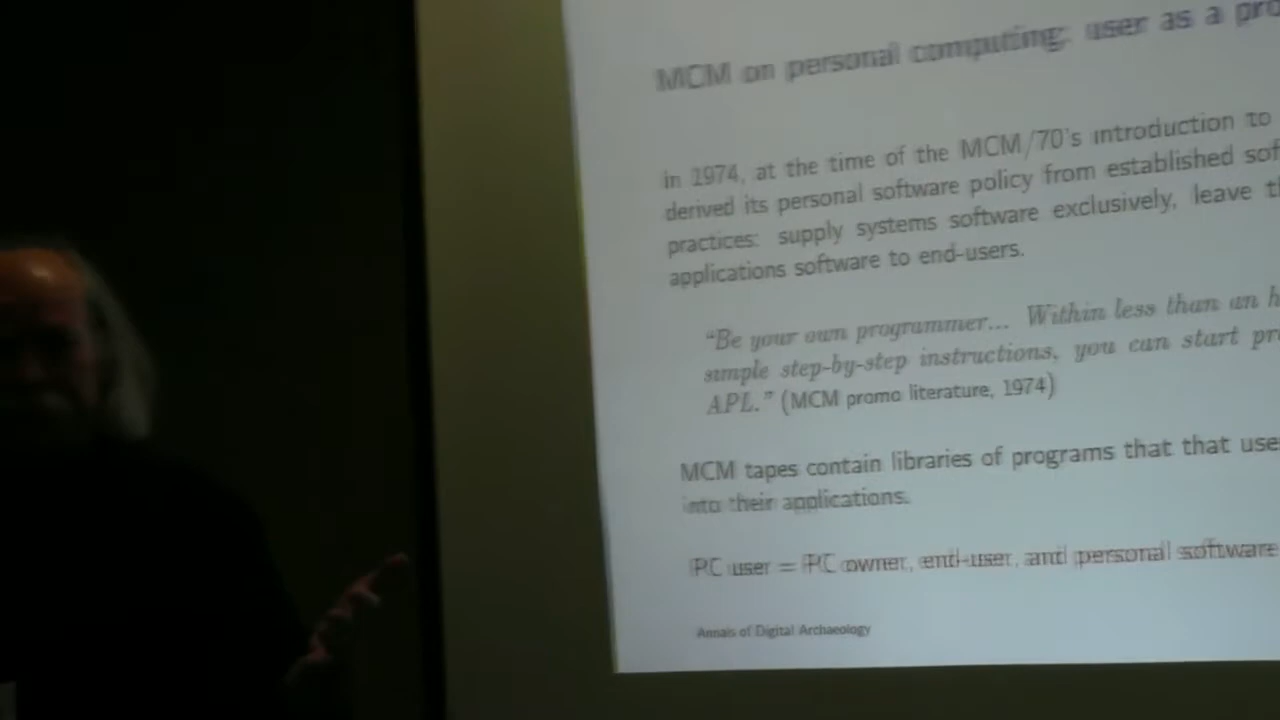 MCM on personal computing: user as a pro
in 1974, at the time of the MCM/70's introduction to
derived its personal software policy from established sof
practices: supply systems software exclusively, leave th
applications software to end-users.
"Be your own programmer... Within less than an h
simple step-by-step instructions, you can start pr
APL." (MCM promo literature, 1974)
MCM tapes contain libraries of programs that that use
into their applications.
PC user = PC owner, end-user, and personal software
Annals of Digital Archaeology